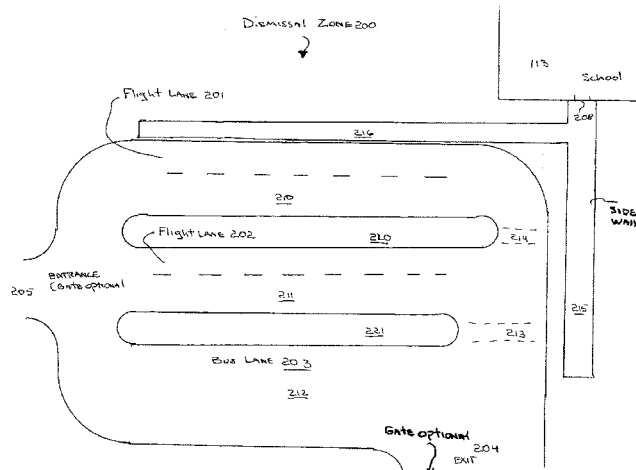 Dismissal Zone 200
113
School
208
Flight Lane 201
216
SIDE
WALK
210
Flight Lane 202
220
214
ENTRANCE
205
(GATE OPTIONAL
211
215
221
213
Bus Lane 203
212
GATE OPTIONAL
204
EXIT